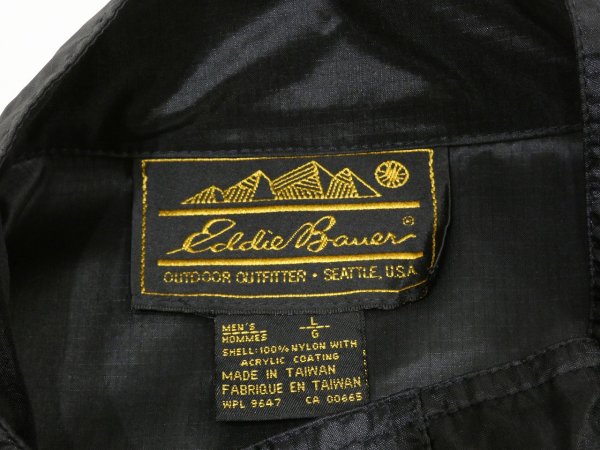 Eddie Bauer ®
OUTDOOR OUTFITTER • SEATTLE, U.S.A.
MEN'S L
HOMMES G
SHELL: 100% NYLON WITH
ACRYLIC COATING
MADE IN TAIWAN
FABRIQUE EN TAIWAN
WPL 9647 CA 00665